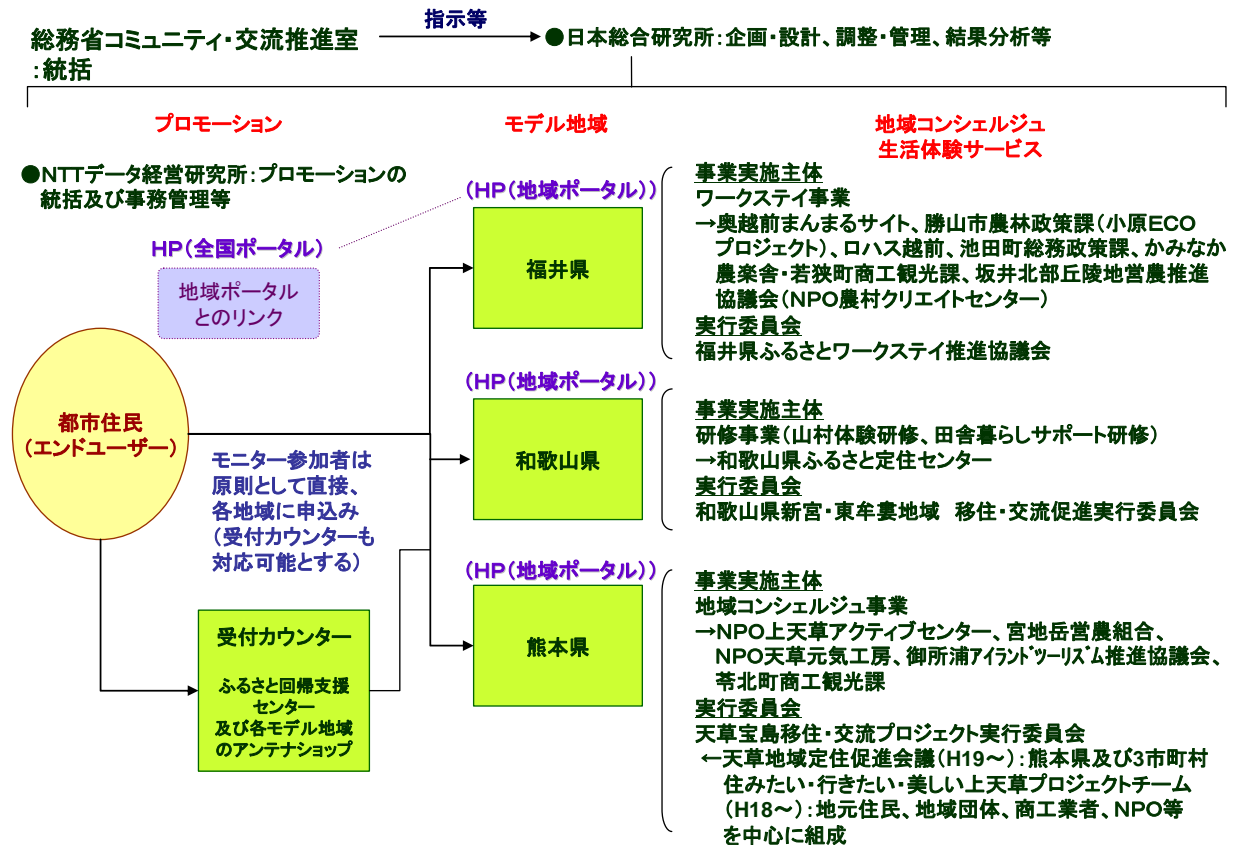 指示等
総務省コミュニティ・交流推進室
:統括
●日本総合研究所:企画・設計、調整・管理、結果分析等
プロモーション
モデル地域
地域コンシェルジュ
生活体験サービス
●NTTデータ経営研究所:プロモーションの
統括及び事務管理等
HP(全国ポータル)
地域ポータル
とのリンク
都市住民
(エンドユーザー)
モニター参加者は
原則として直接、
各地域に申込み
(受付カウンターも
対応可能とする)
受付カウンター
ふるさと回帰支援
センター
及び各モデル地域
のアンテナショップ
(HP(地域ポータル))
福井県
事業実施主体
ワークステイ事業
→奥越前まんまるサイト、勝山市農林政策課(小原ECO
プロジェクト)、ロハス越前、池田町総務政策課、かみなか
農楽舎・若狭町商工観光課、坂井北部丘陵地営農推進
協議会(NPO農村クリエイトセンター)
実行委員会
福井県ふるさとワークステイ推進協議会
(HP(地域ポータル))
和歌山県
事業実施主体
研修事業(山村体験研修、田舎暮らしサポート研修)
→和歌山県ふるさと定住センター
実行委員会
和歌山県新宮・東牟婁地域 移住・交流促進実行委員会
(HP(地域ポータル))
熊本県
事業実施主体
地域コンシェルジュ事業
→NPO上天草アクティブセンター、宮地岳営農組合、
NPO天草元気工房、御所浦アイランドツーリズム推進協議会、
苓北町商工観光課
実行委員会
天草宝島移住・交流プロジェクト実行委員会
←天草地域定住促進会議(H19~):熊本県及び3市町村
住みたい・行きたい・美しい上天草プロジェクトチーム
(H18~):地元住民、地域団体、商工業者、NPO等
を中心に組成